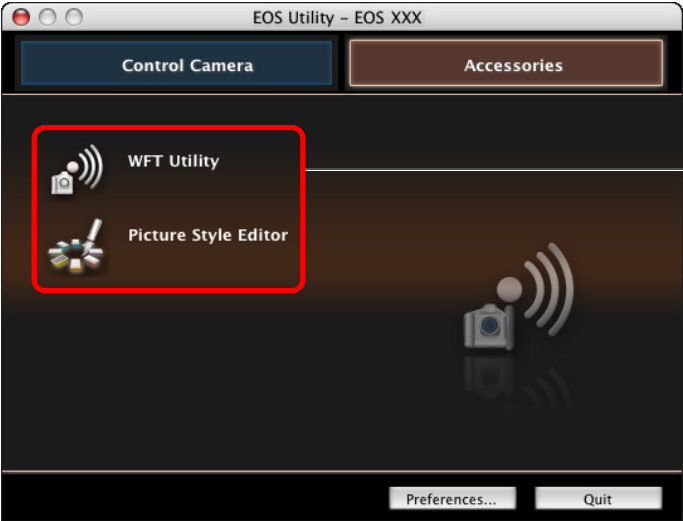 EOS Utility – EOS XXX
Control Camera
Accessories
WFT Utility
Picture Style Editor
Preferences...
Quit